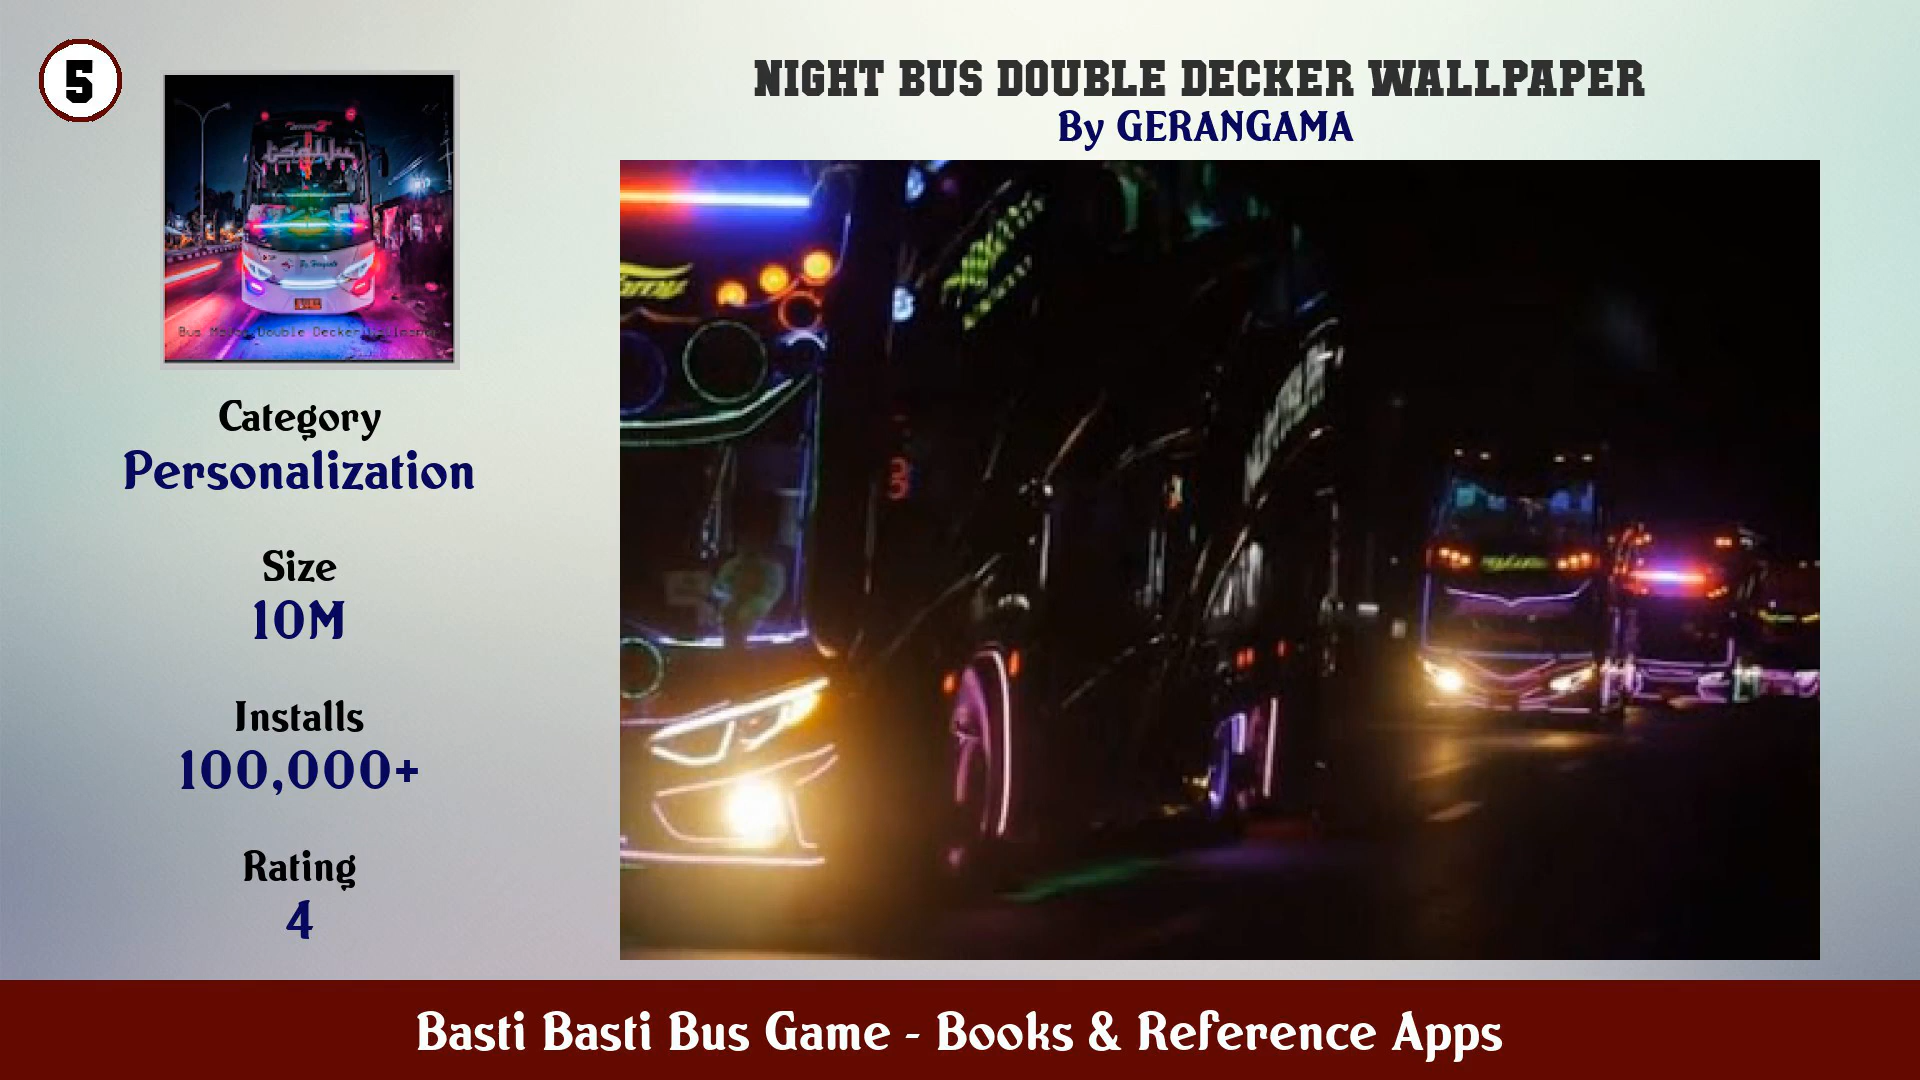 5
NIGHT BUS DOUBLE DECKER WALLPAPER
By GERANGAMA
Category
Personalization
Size
10M
Installs
100,000+
Rating
4
Basti Basti Bus Game - Books & Reference Apps